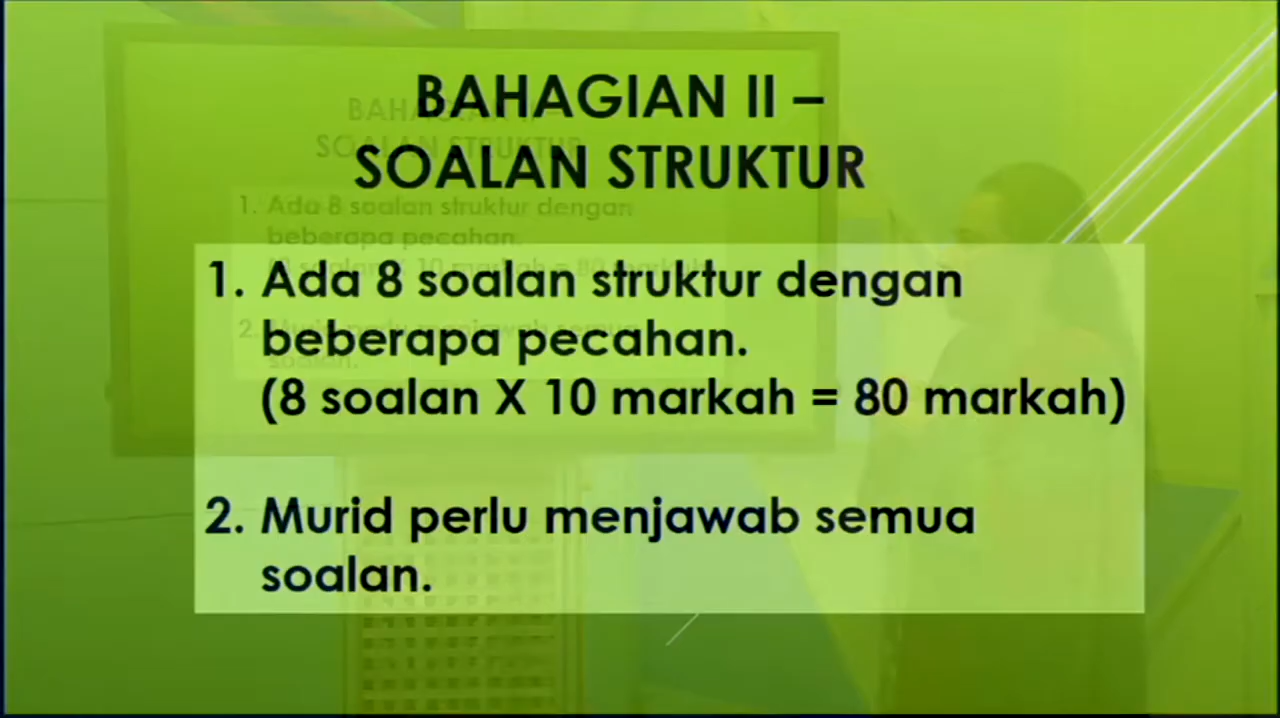 BAHAGIAN II –
SOALAN STRUKTUR
1. Ada 8 soalan struktur dengan
beberapa pecahan.
(8 soalan X 10 markah = 80 markah)
2. Murid perlu menjawab semua
soalan.